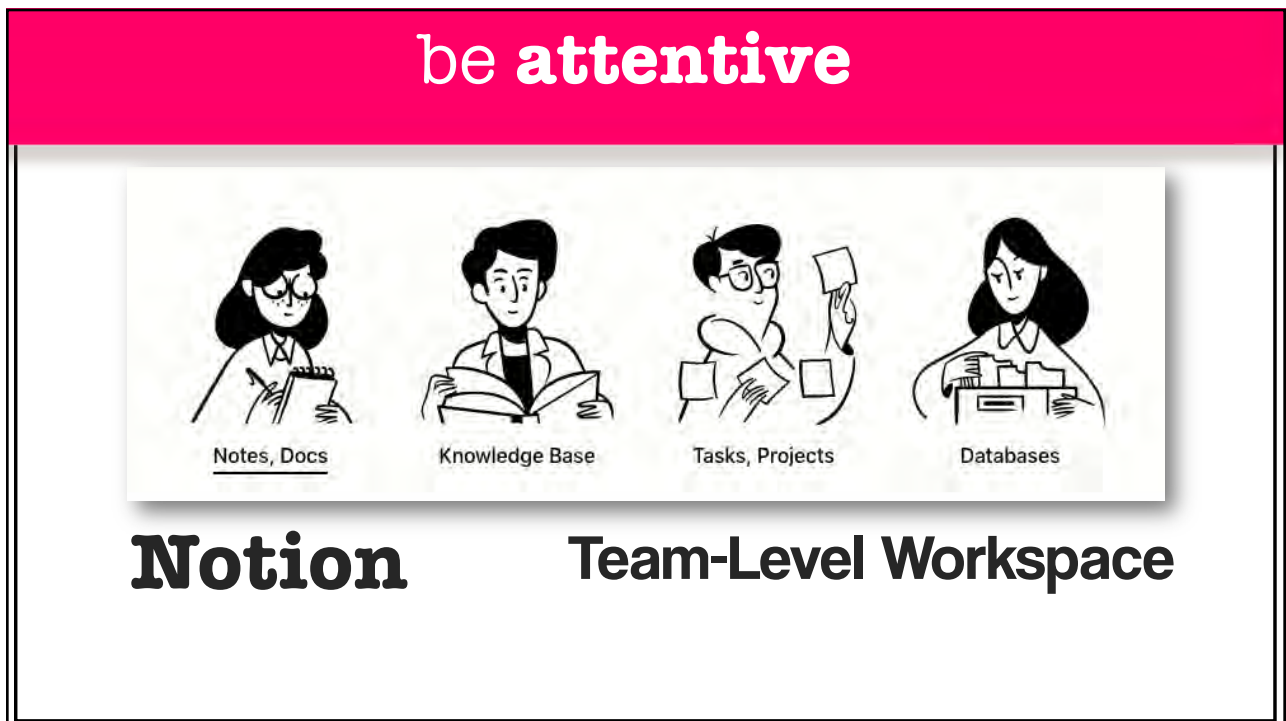 be attentive
Notes, Docs
Knowledge Base
Tasks, Projects
Databases
Notion
Team-Level Workspace